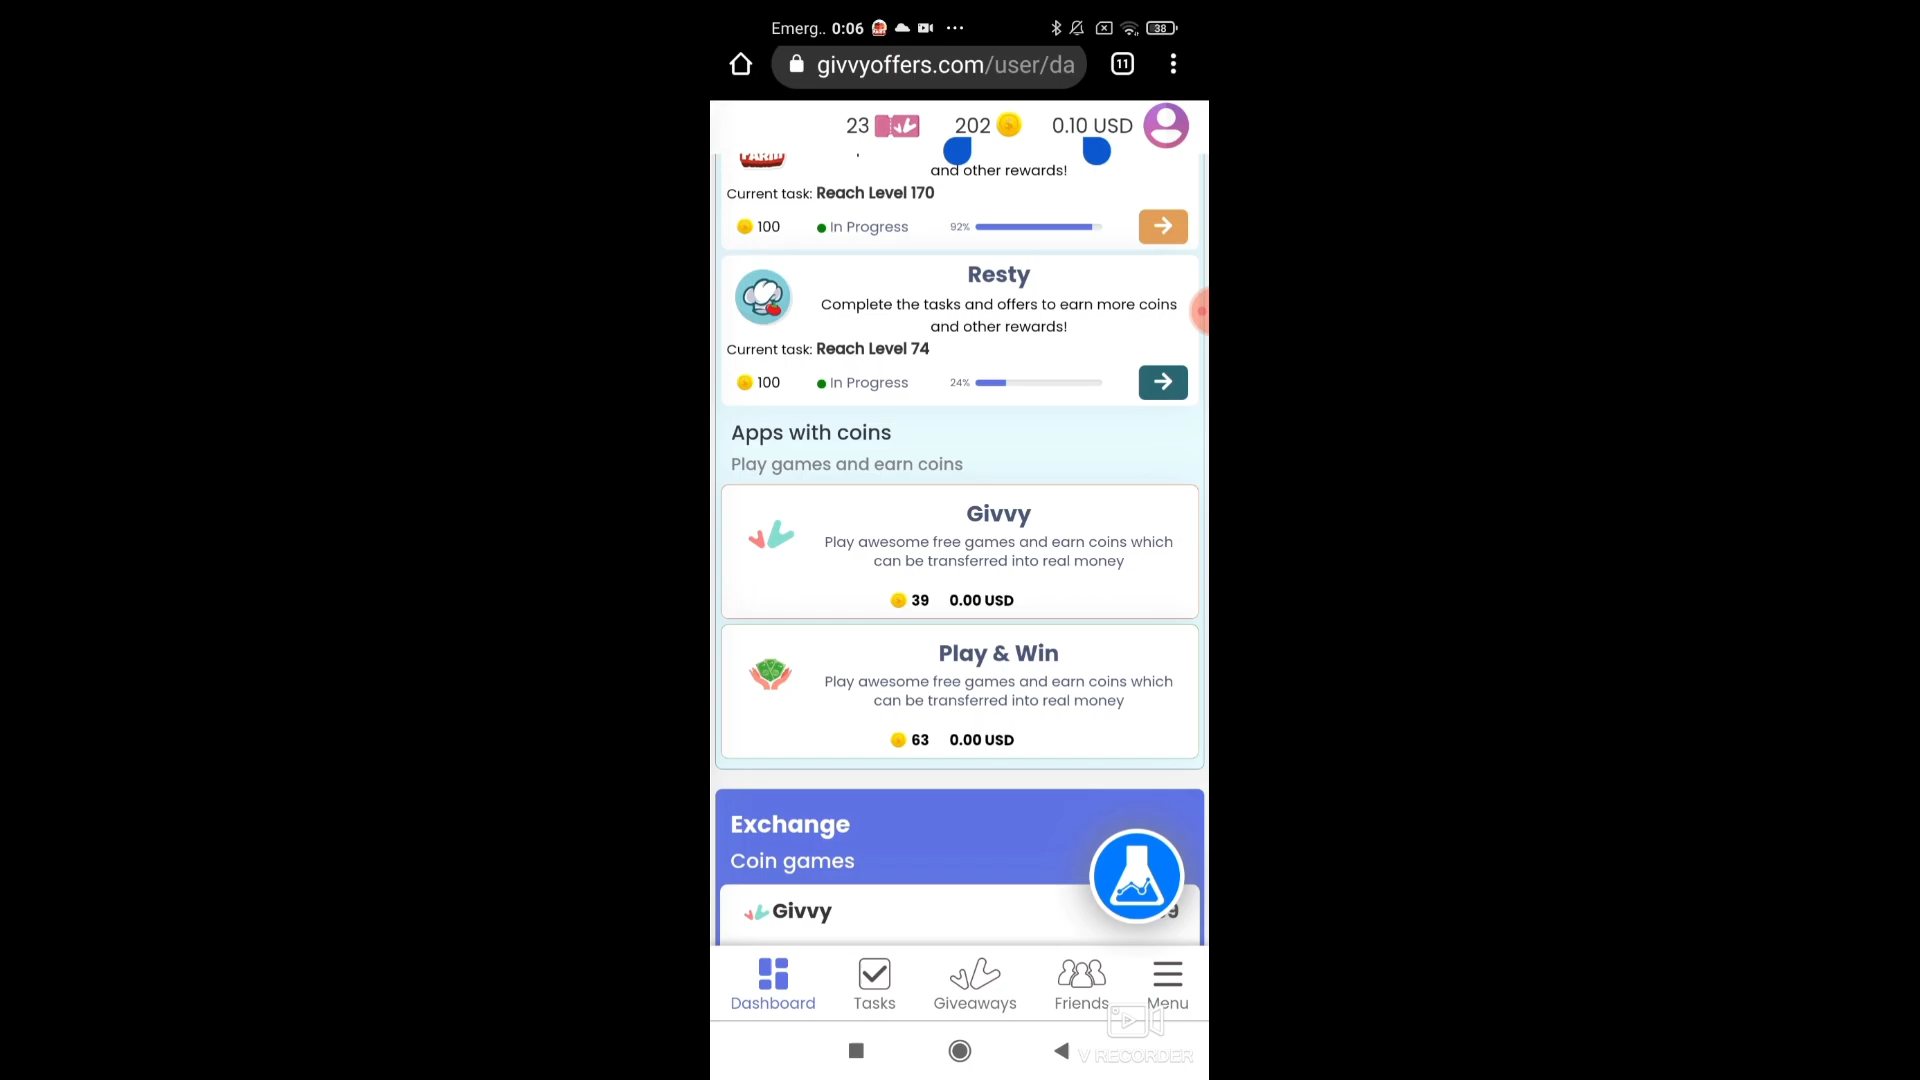 Emerg.. 0:06 38
givvyoffers.com/user/da 11
23 202 0.10 USD
and other rewards!
Current task: Reach Level 170
100 In Progress 92%
Resty
Complete the tasks and offers to earn more coins
and other rewards!
Current task: Reach Level 74
100 In Progress 24%
Apps with coins
Play games and earn coins
Givvy
Play awesome free games and earn coins which
can be transferred into real money
39 0.00 USD
Play & Win
Play awesome free games and earn coins which
can be transferred into real money
63 0.00 USD
Exchange
Coin games
Givvy
Dashboard Tasks Giveaways Friends Menu
V RECORDER